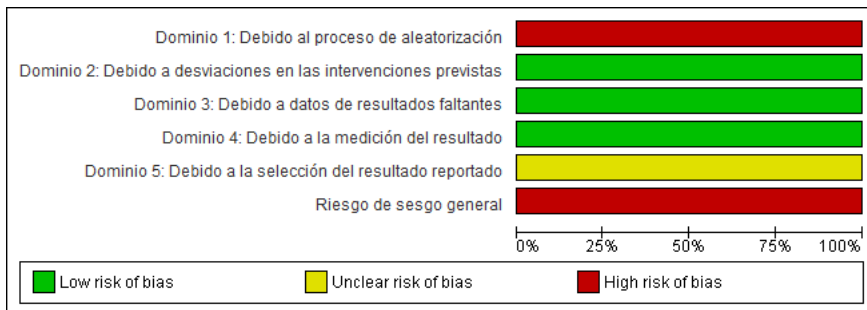 Dominio 1: Debido al proceso de aleatorización
Dominio 2: Debido a desviaciones en las intervenciones previstas
Dominio 3: Debido a datos de resultados faltantes
Dominio 4: Debido a la medición del resultado
Dominio 5: Debido a la selección del resultado reportado
Riesgo de sesgo general
0% 25% 50% 75% 100%
Low risk of bias Unclear risk of bias High risk of bias